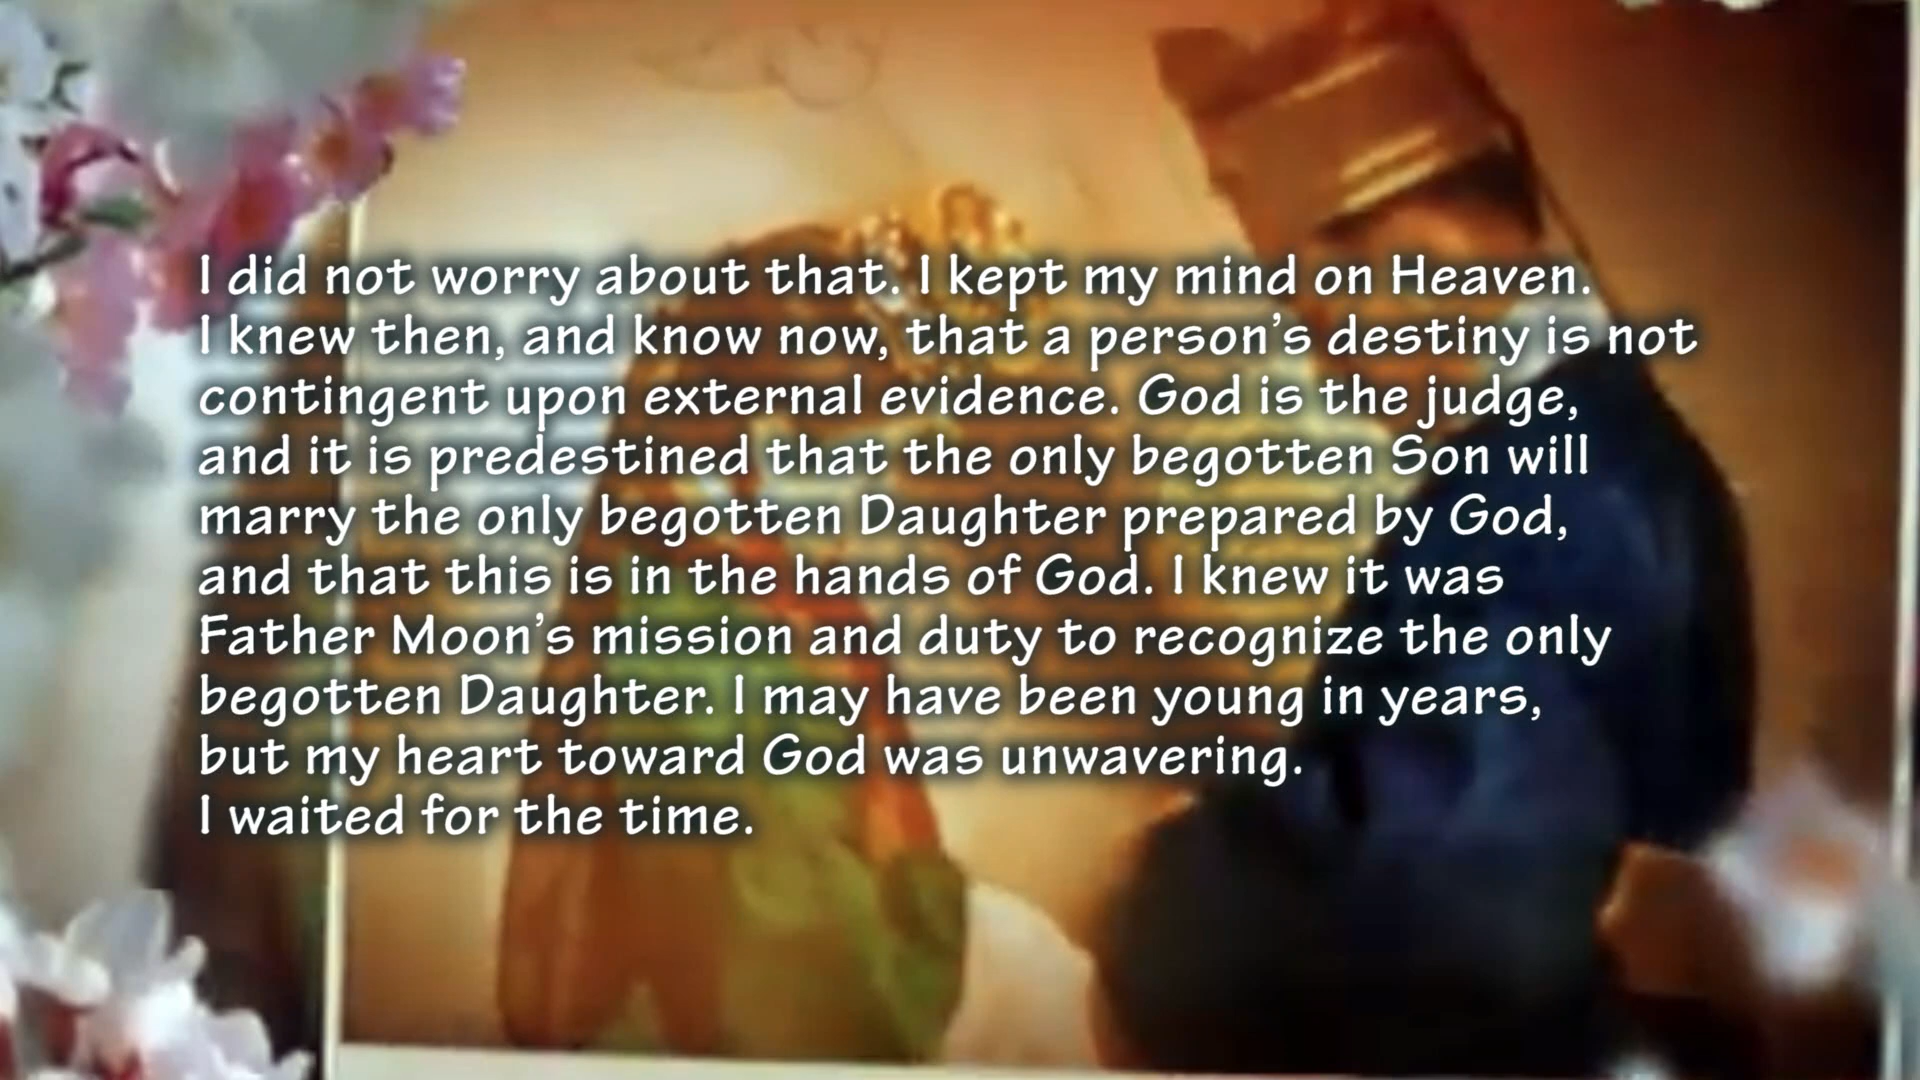 I did not worry about that. I kept my mind on Heaven.
I knew then, and know now, that a person’s destiny is not
contingent upon external evidence. God is the judge,
and it is predestined that the only begotten Son will
marry the only begotten Daughter prepared by God,
and that this is in the hands of God. I knew it was
Father Moon’s mission and duty to recognize the only
begotten Daughter. I may have been young in years,
but my heart toward God was unwavering.
I waited for the time.